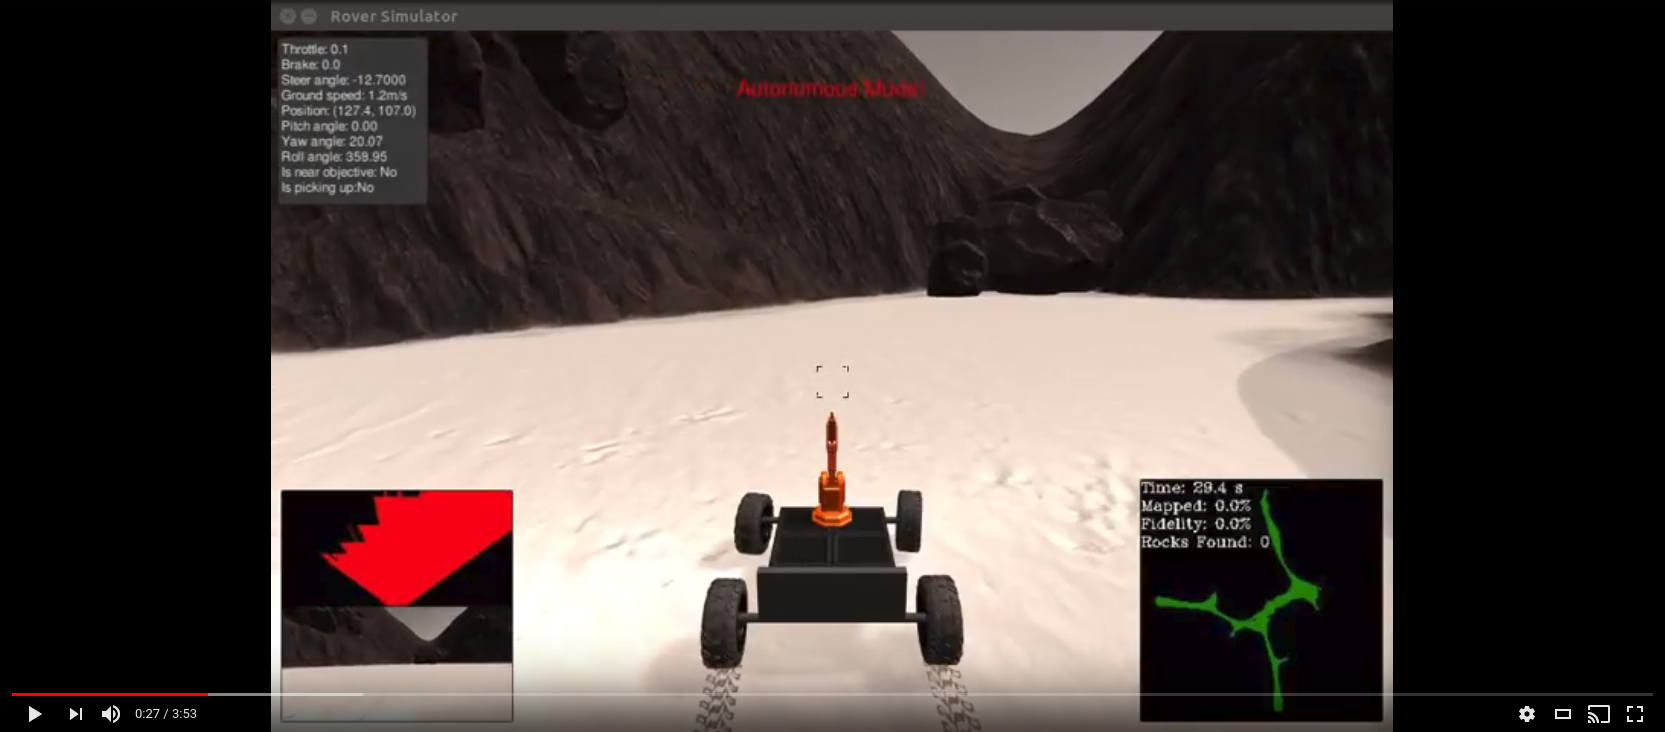 Rover Simulator
Throttle: 0.1
Brake: 0.0
Steer angle: -12.7000
Ground speed: 1.2m/s
Position: (127.4, 107.0)
Pitch angle: 0.00
Yaw angle: 20.07
Roll angle: 358.95
Is near objective: No
Is picking up:No
Autonomous Mode!
Time: 29.4 s
Mapped: 0.0%
Fidelity: 0.0%
Rocks Found: 0
0:27 / 3:53